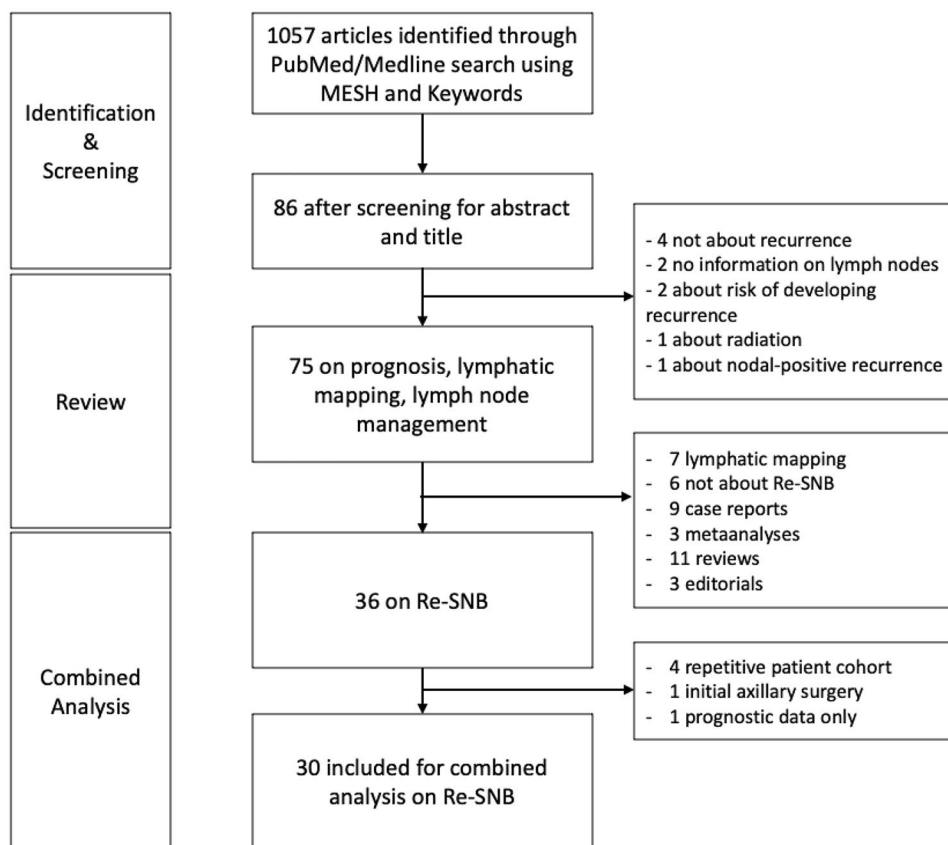 1057 articles identified through
PubMed/Medline search using
MESH and Keywords
Identification
&
Screening
86 after screening for abstract
and title
- 4 not about recurrence
- 2 no information on lymph nodes
- 2 about risk of developing
recurrence
- 1 about radiation
- 1 about nodal-positive recurrence
75 on prognosis, lymphatic
mapping, lymph node
management
Review
- 7 lymphatic mapping
- 6 not about Re-SNB
- 9 case reports
- 3 metaanalyses
- 11 reviews
- 3 editorials
36 on Re-SNB
Combined
Analysis
- 4 repetitive patient cohort
- 1 initial axillary surgery
- 1 prognostic data only
30 included for combined
analysis on Re-SNB